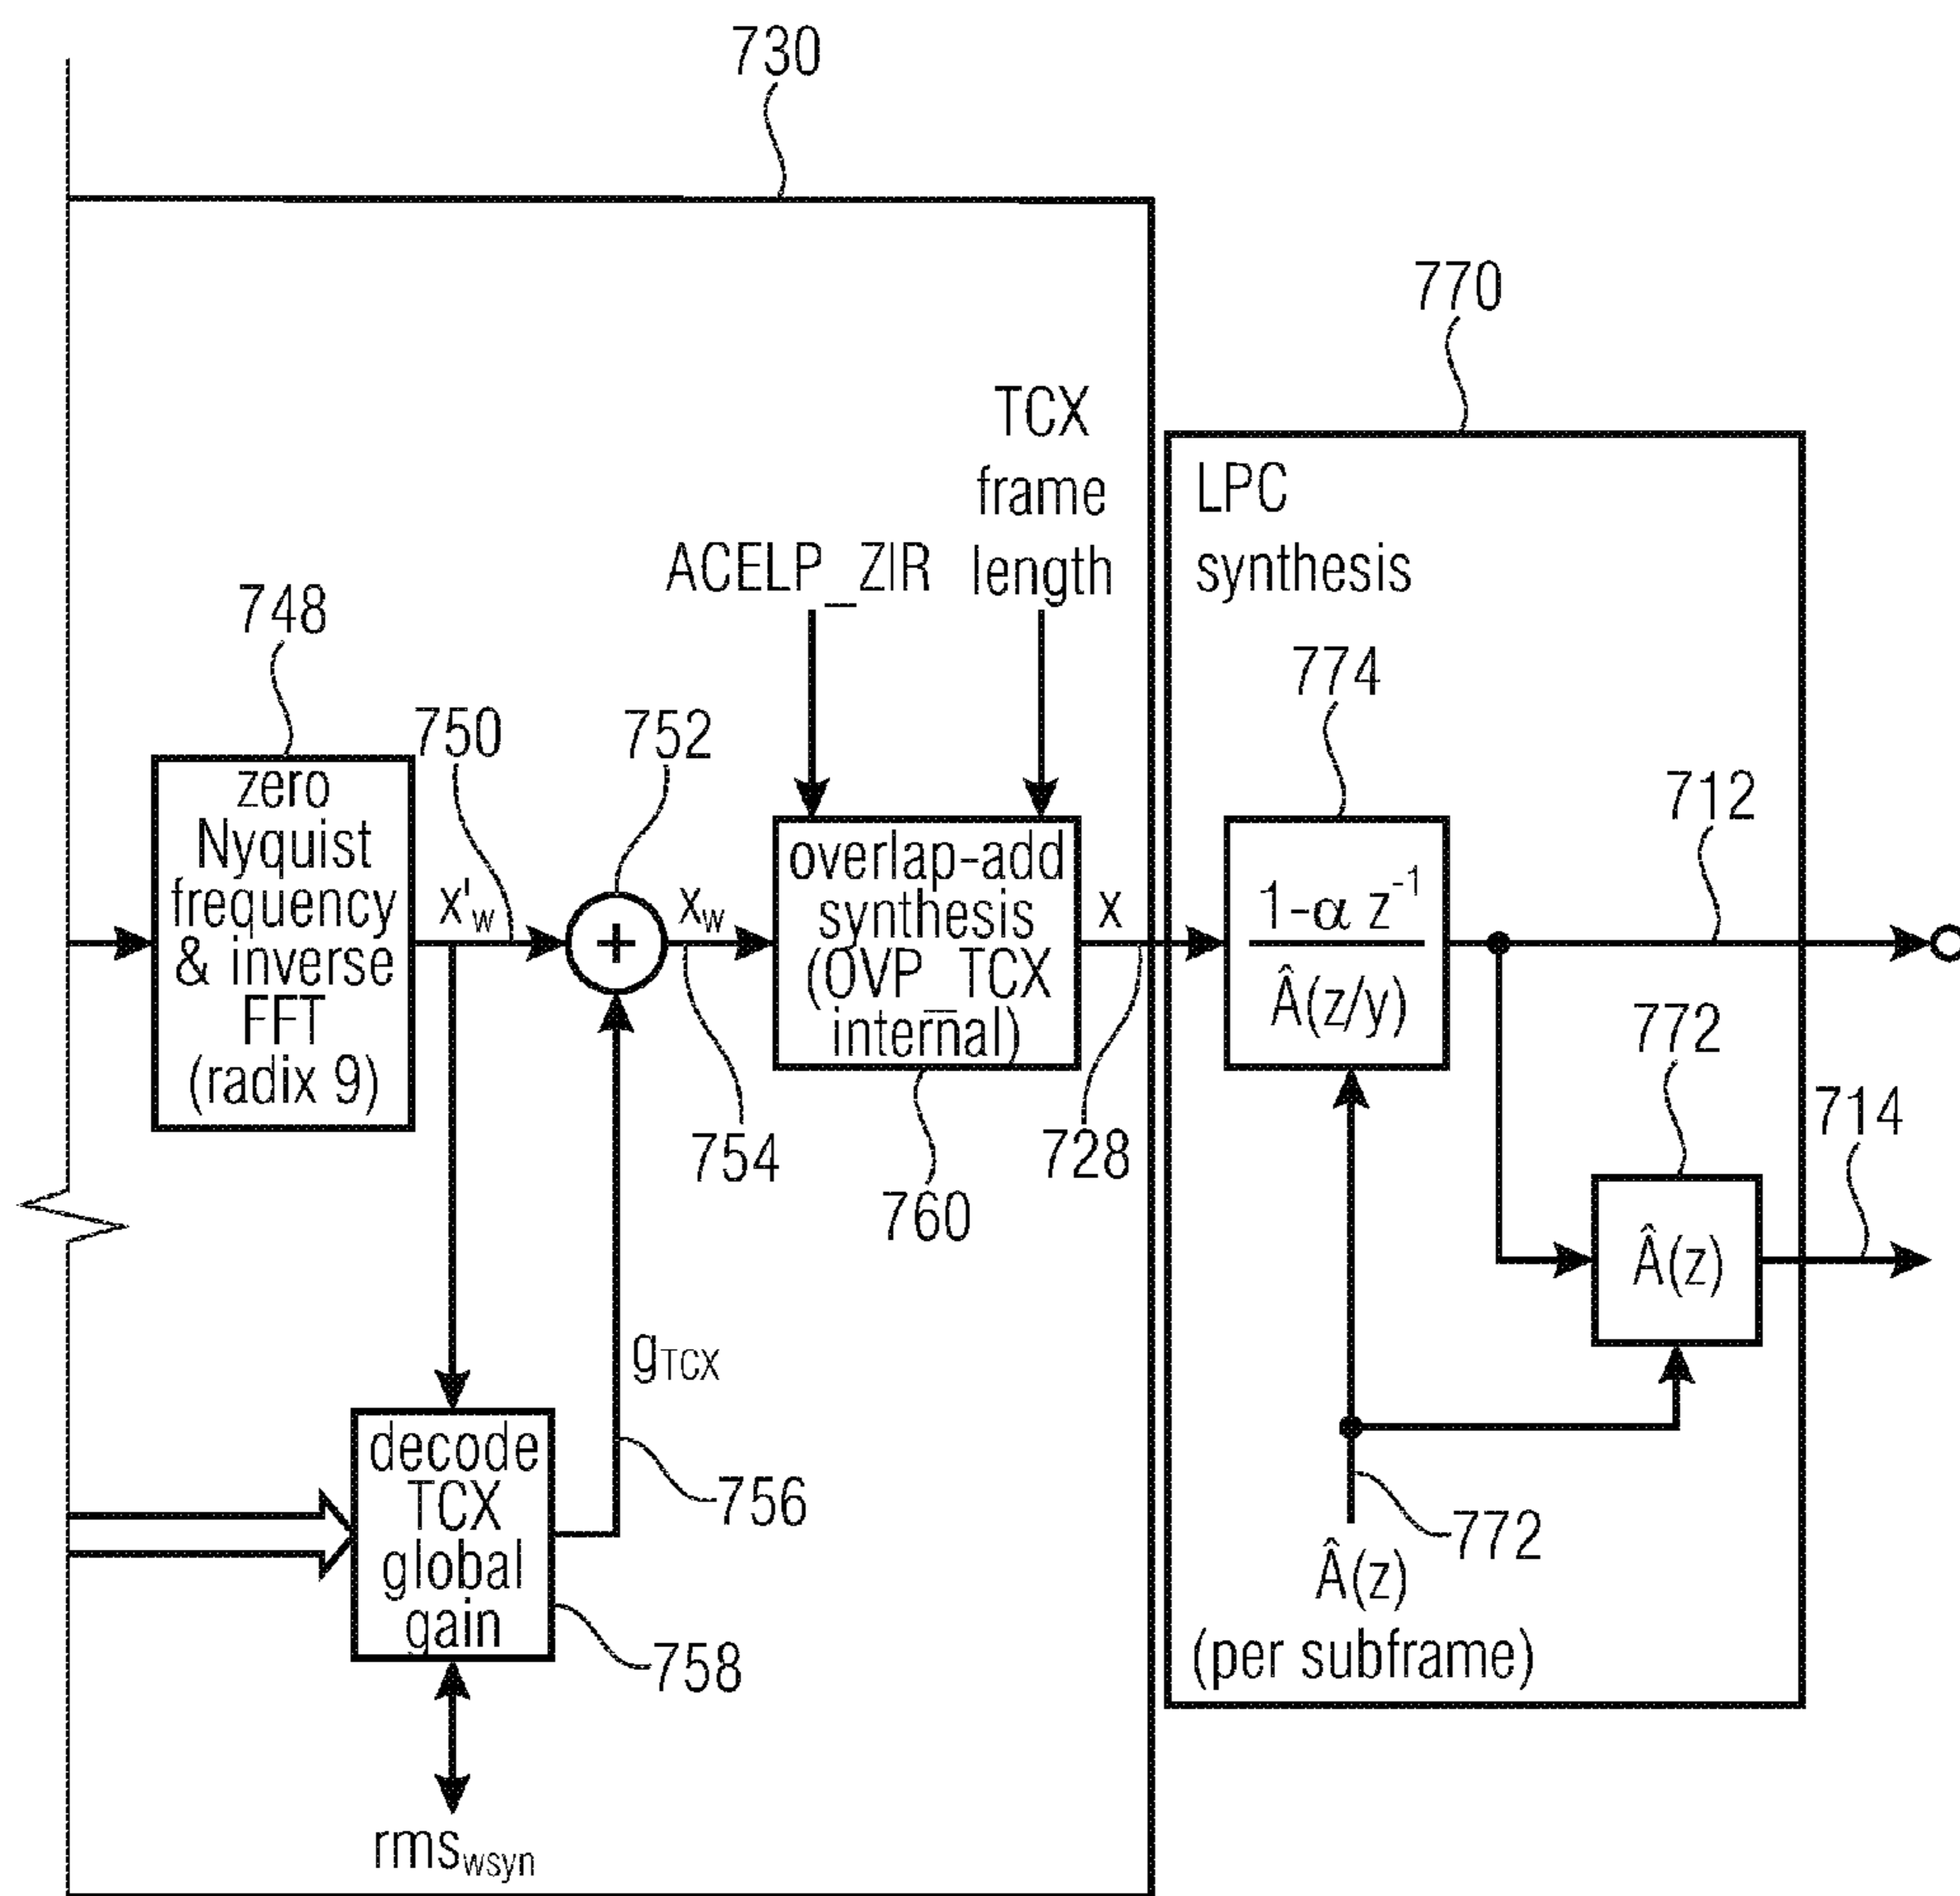 730
770
TCX
frame
length
ACELP_ZIR
LPC
synthesis
748
750
752
774
712
zero
Nyquist
frequency
& inverse
FFT
(radix 9)
x'w
+
xw
overlap-add
synthesis
(OVP_TCX
internal)
x
1-α z-1
Â(z/y)
772
714
754
728
760
Â(z)
gTCX
decode
TCX
global
gain
756
772
Â(z)
(per subframe)
758
rmswsyn